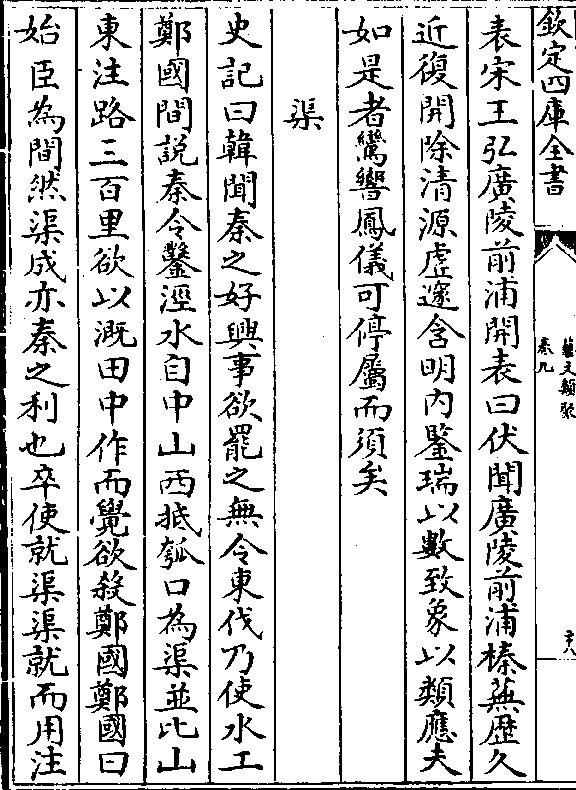 欽定四庫全書
藝文類聚
卷九
表宋王弘廣陵前浦開表曰伏聞廣陵前浦榛蕪歷久
近復開除清源虛邃含明內鑒瑞以數致象以類應夫
如是者鸞響鳳儀可停屬而須矣
渠
史記曰韓聞秦之好興事欲罷之無令東伐乃使水工
鄭國間說秦令鑿涇水自中山西抵瓠口為渠並北山
東注路三百里欲以溉田中作而覺欲殺鄭國鄭國曰
始臣為間然渠成亦秦之利也卒使就渠渠就而用注